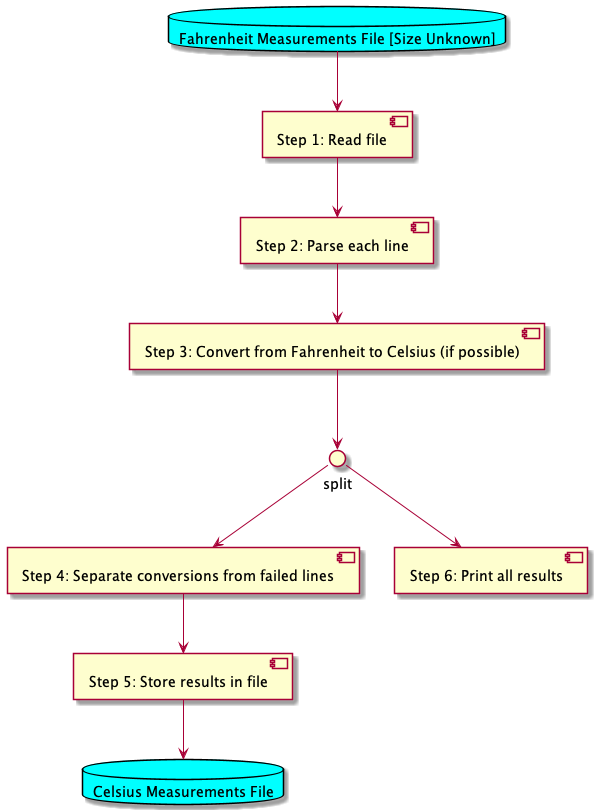 Fahrenheit Measurements File [Size Unknown]
Step 1: Read file
Step 2: Parse each line
Step 3: Convert from Fahrenheit to Celsius (if possible)
split
Step 4: Separate conversions from failed lines
Step 6: Print all results
Step 5: Store results in file
Celsius Measurements File